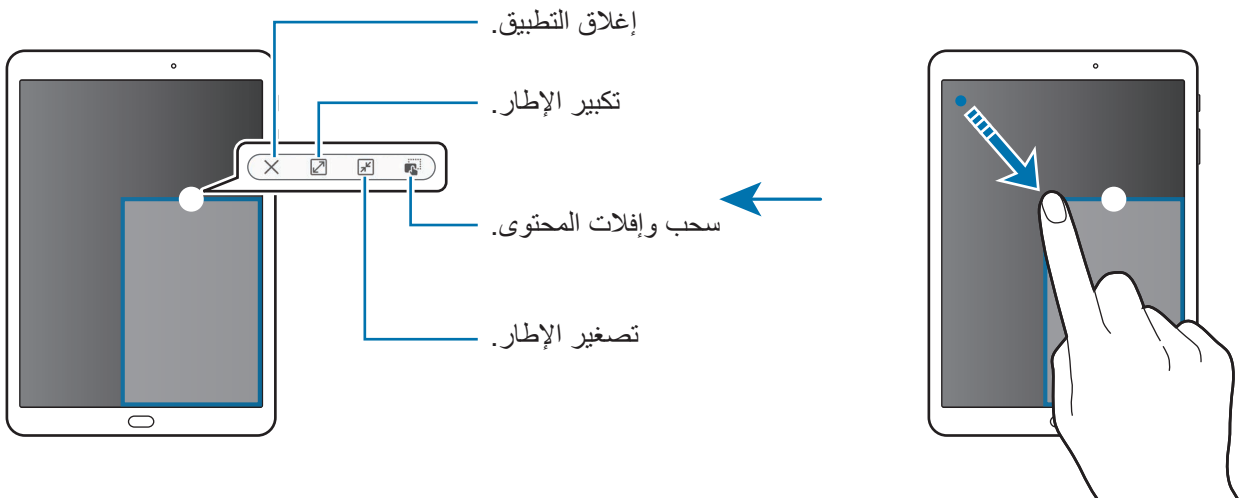 إغلاق التطبيق.
تكبير الإطار.
سحب وإفلات المحتوى.
تصغير الإطار.